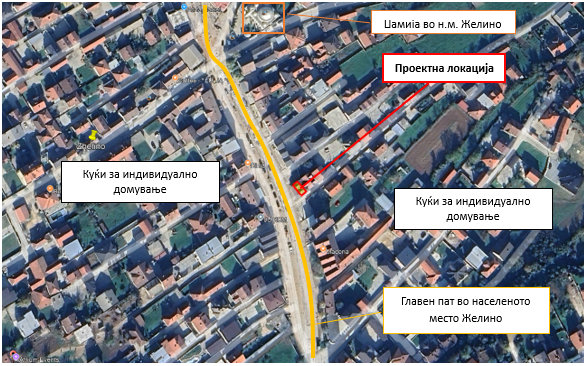 Џамија во н.м. Желино
Проектна локација
Куќи за индивидуално
домување
Куќи за индивидуално
домување
Главен пат во населеното
место Желино